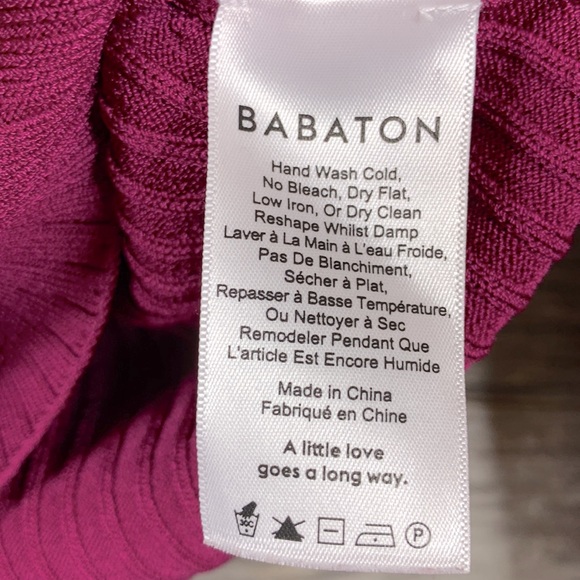 BABATON
Hand Wash Cold,
No Bleach, Dry Flat,
Low Iron, Or Dry Clean
Reshape Whilst Damp
Laver à La Main à L'eau Froide,
Pas De Blanchiment,
Sécher à Plat,
Repasser à Basse Température,
Ou Nettoyer à Sec
Remodeler Pendant Que
L'article Est Encore Humide
Made in China
Fabriqué en Chine
A little love
goes a long way.
30C P